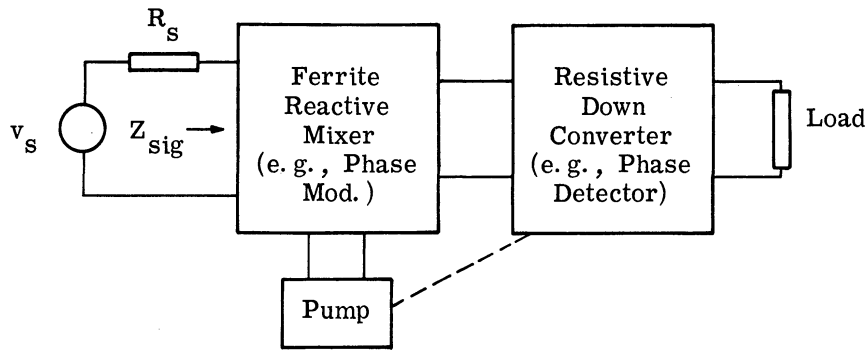 R_s
v_s
Z_sig
Ferrite
Reactive
Mixer
(e. g. , Phase
Mod. )
Resistive
Down
Converter
(e. g. , Phase
Detector)
Load
Pump